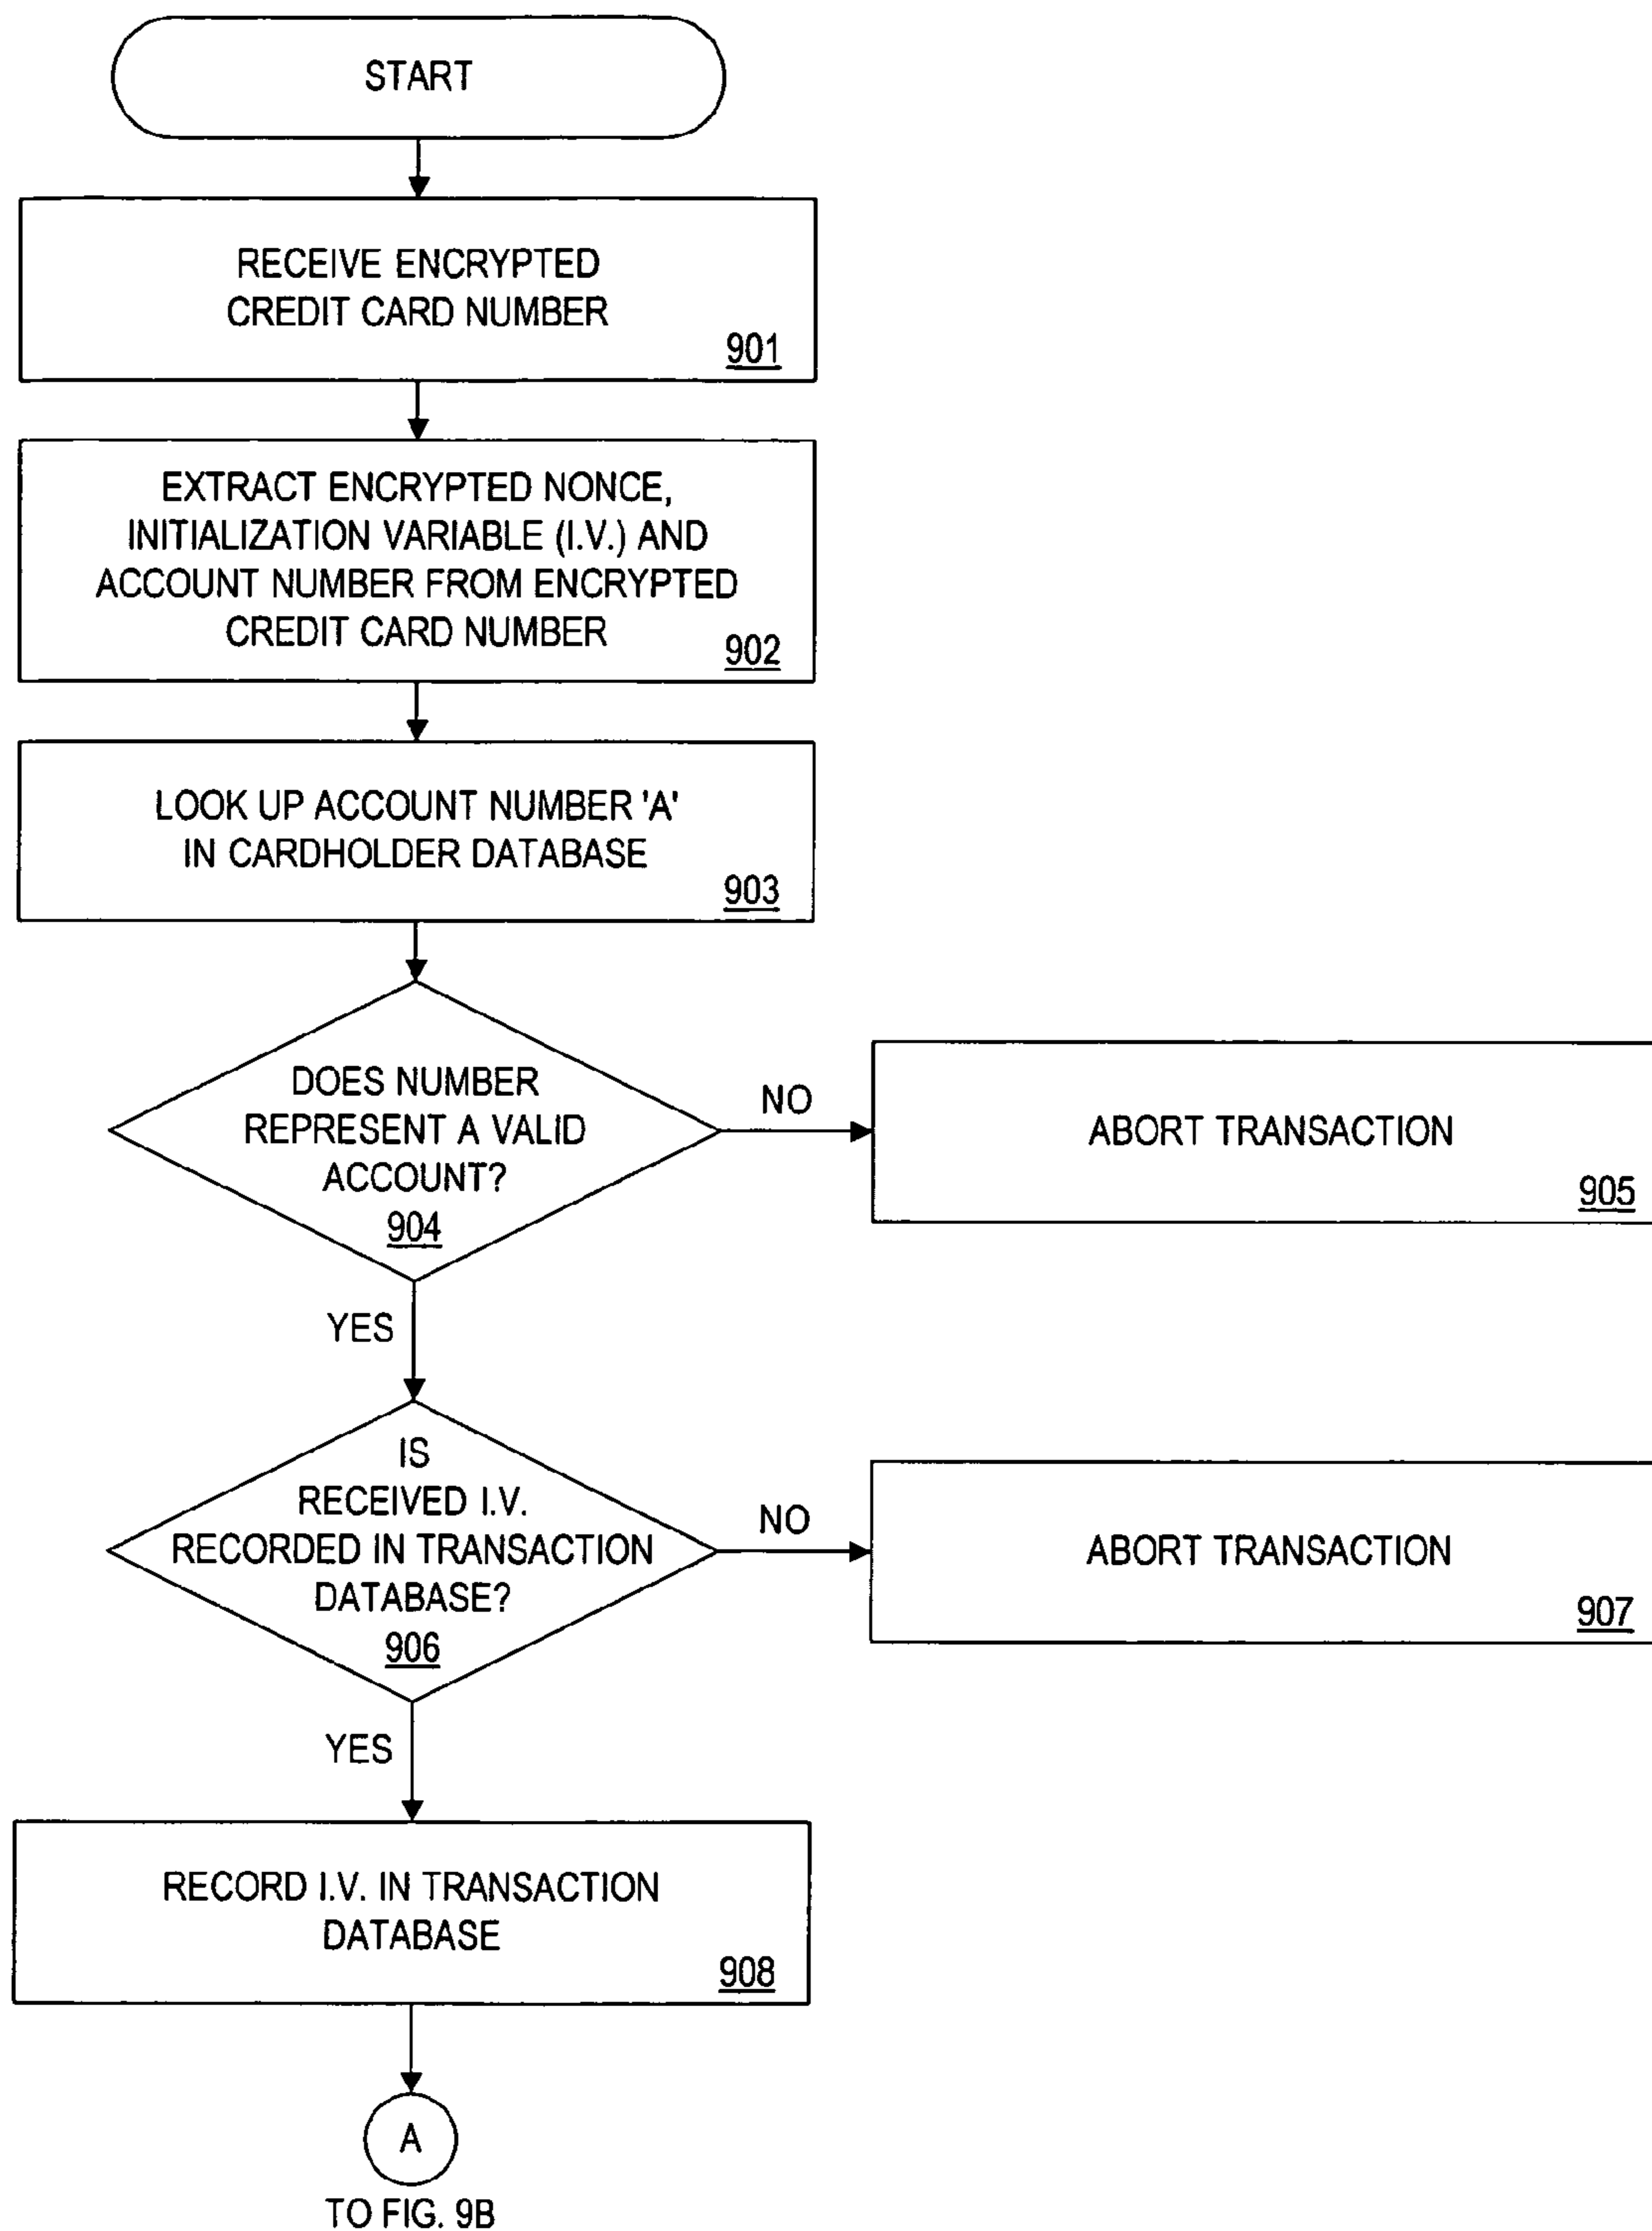 START
RECEIVE ENCRYPTED
CREDIT CARD NUMBER
901
EXTRACT ENCRYPTED NONCE,
INITIALIZATION VARIABLE (I.V.) AND
ACCOUNT NUMBER FROM ENCRYPTED
CREDIT CARD NUMBER
902
LOOK UP ACCOUNT NUMBER 'A'
IN CARDHOLDER DATABASE
903
DOES NUMBER
REPRESENT A VALID
ACCOUNT?
904
NO
ABORT TRANSACTION
905
YES
IS
RECEIVED I.V.
RECORDED IN TRANSACTION
DATABASE?
906
NO
ABORT TRANSACTION
907
YES
RECORD I.V. IN TRANSACTION
DATABASE
908
A
TO FIG. 9B